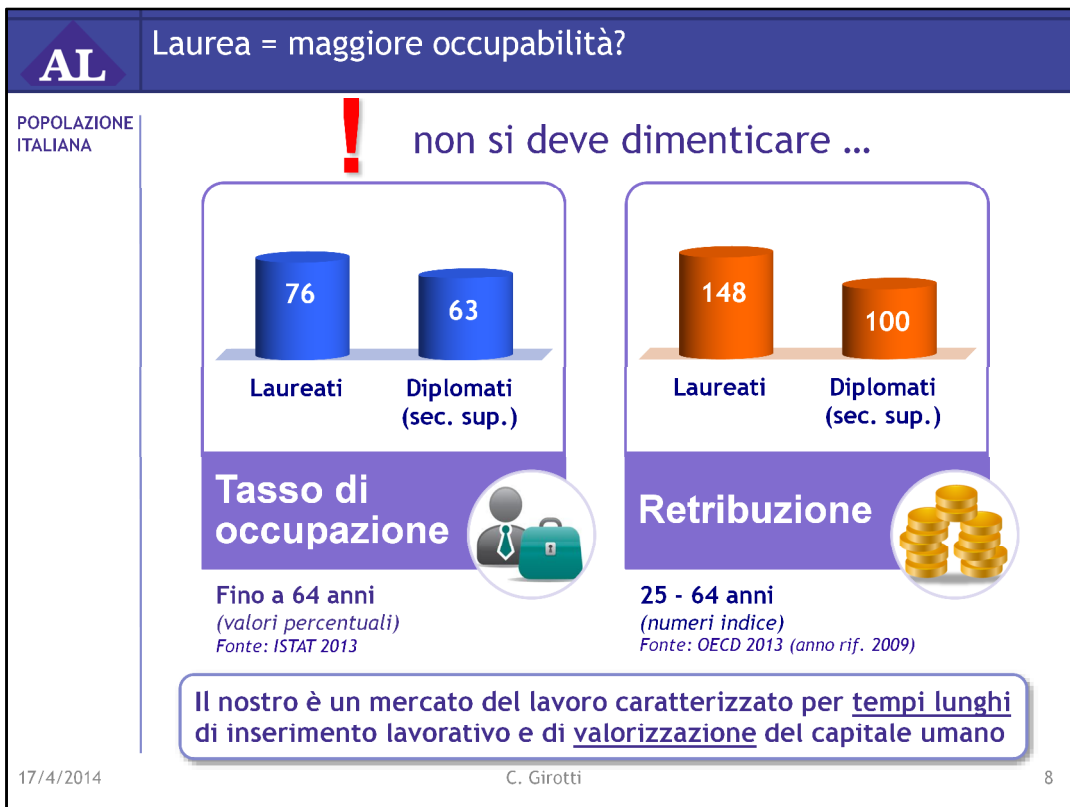 AL
Laurea = maggiore occupabilità?
POPOLAZIONE
ITALIANA
!
non si deve dimenticare …
76
63
Laureati
Diplomati
(sec. sup.)
Tasso di
occupazione
Fino a 64 anni
(valori percentuali)
Fonte: ISTAT 2013
148
100
Laureati
Diplomati
(sec. sup.)
Retribuzione
25 - 64 anni
(numeri indice)
Fonte: OECD 2013 (anno rif. 2009)
Il nostro è un mercato del lavoro caratterizzato per tempi lunghi
di inserimento lavorativo e di valorizzazione del capitale umano
17/4/2014
C. Girotti
8